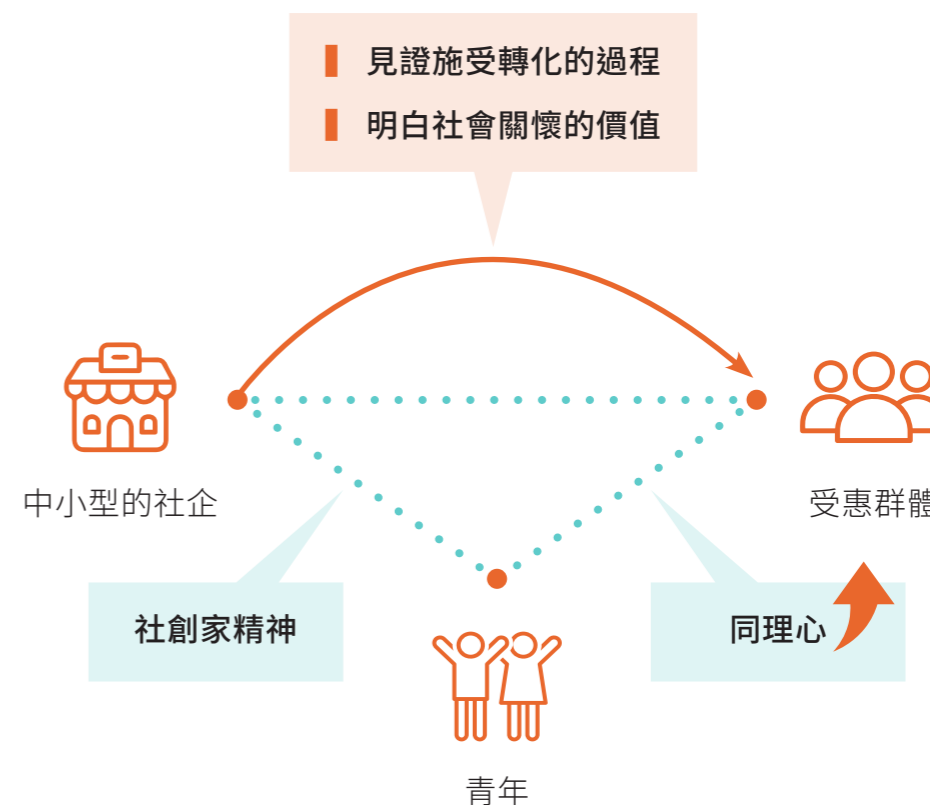 見證施受轉化的過程
明白社會關懷的價值
中小型的社企
受惠群體
社創家精神
同理心
青年